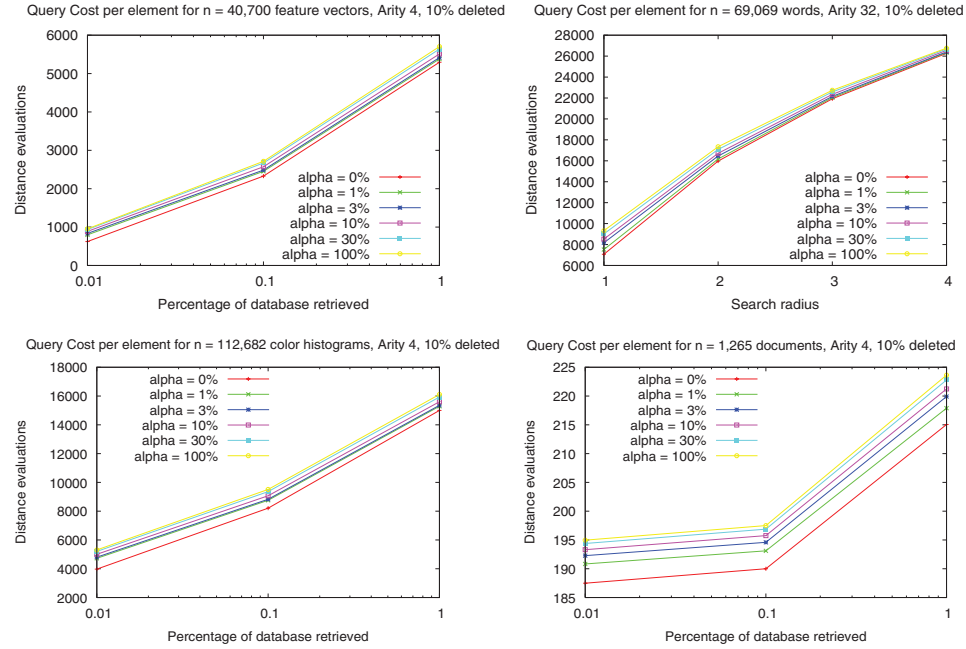 Query Cost per element for n = 40,700 feature vectors, Arity 4, 10% deleted
6000
5000
4000
3000
2000
1000
0
Distance evaluations
alpha = 0%
alpha = 1%
alpha = 3%
alpha = 10%
alpha = 30%
alpha = 100%
0.01 0.1 1
Percentage of database retrieved
Query Cost per element for n = 69,069 words, Arity 32, 10% deleted
28000
26000
24000
22000
20000
18000
16000
14000
12000
10000
8000
6000
Distance evaluations
alpha = 0%
alpha = 1%
alpha = 3%
alpha = 10%
alpha = 30%
alpha = 100%
1 2 3 4
Search radius
Query Cost per element for n = 112,682 color histograms, Arity 4, 10% deleted
18000
16000
14000
12000
10000
8000
6000
4000
2000
Distance evaluations
alpha = 0%
alpha = 1%
alpha = 3%
alpha = 10%
alpha = 30%
alpha = 100%
0.01 0.1 1
Percentage of database retrieved
Query Cost per element for n = 1,265 documents, Arity 4, 10% deleted
225
220
215
210
205
200
195
190
185
Distance evaluations
alpha = 0%
alpha = 1%
alpha = 3%
alpha = 10%
alpha = 30%
alpha = 100%
0.01 0.1 1
Percentage of database retrieved